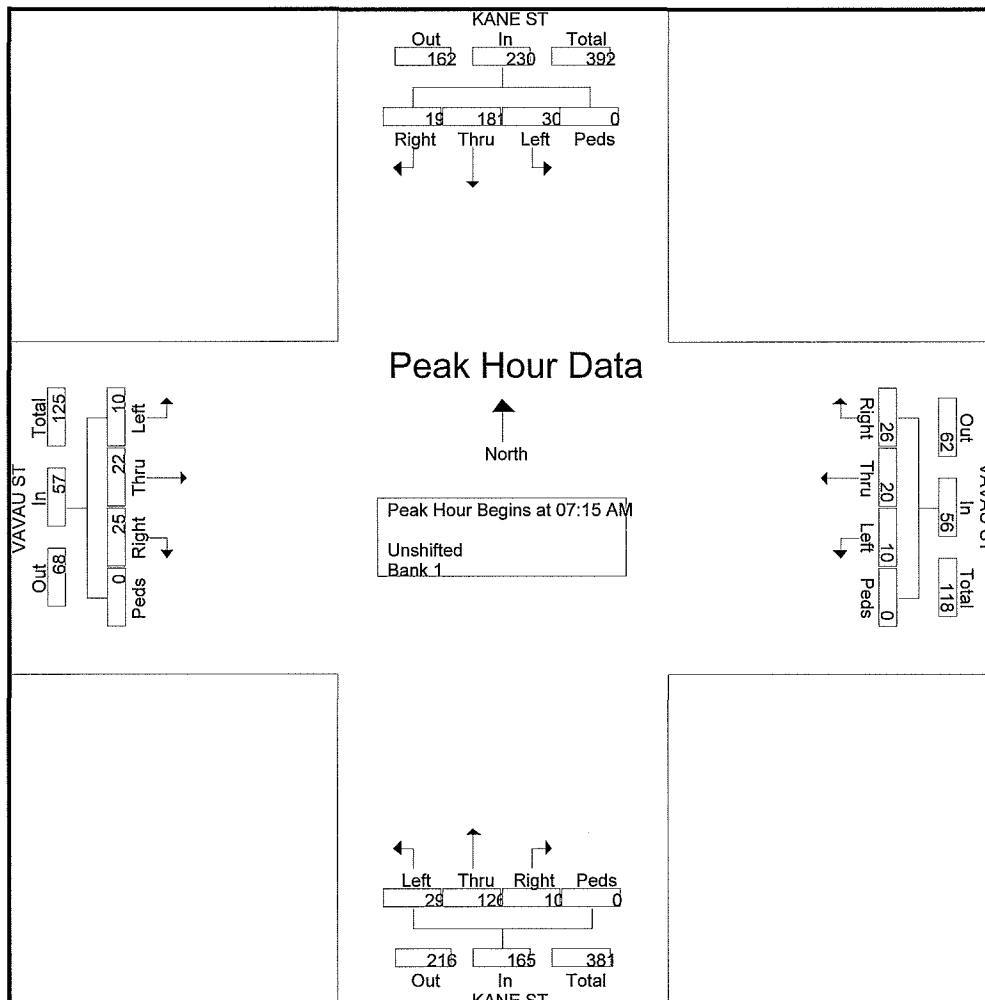 KANE ST
Out In Total
162 230 392
19 181 30 0
Right Thru Left Peds
Peak Hour Data
North
Peak Hour Begins at 07:15 AM
Unshifted
Bank 1
VAVAU ST
Total In Out
125 57 68
10 22 25 0
Left Thru Right Peds
Right Thru Left Peds
26 20 10 0
Out In Total
62 56 118
VAVAU ST
Left Thru Right Peds
29 126 10 0
216 165 381
Out In Total
KANE ST